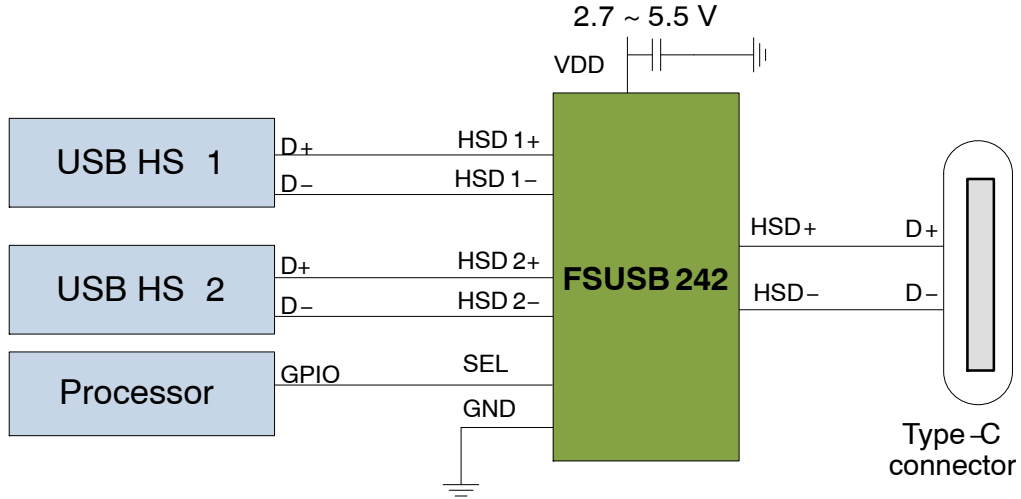 2.7 ~ 5.5 V
VDD
USB HS 1
D+
HSD 1+
D−
HSD 1−
USB HS 2
D+
HSD 2+
D−
HSD 2−
FSUSB 242
HSD+
D+
HSD−
D−
Processor
GPIO
SEL
GND
Type –C
connector